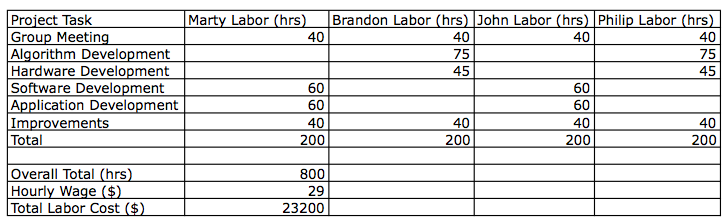 Project Task Marty Labor (hrs) Brandon Labor (hrs) John Labor (hrs) Philip Labor (hrs)
Group Meeting 40 40 40 40
Algorithm Development 75 75
Hardware Development 45 45
Software Development 60 60
Application Development 60 60
Improvements 40 40 40 40
Total 200 200 200 200
Overall Total (hrs) 800
Hourly Wage ($) 29
Total Labor Cost ($) 23200